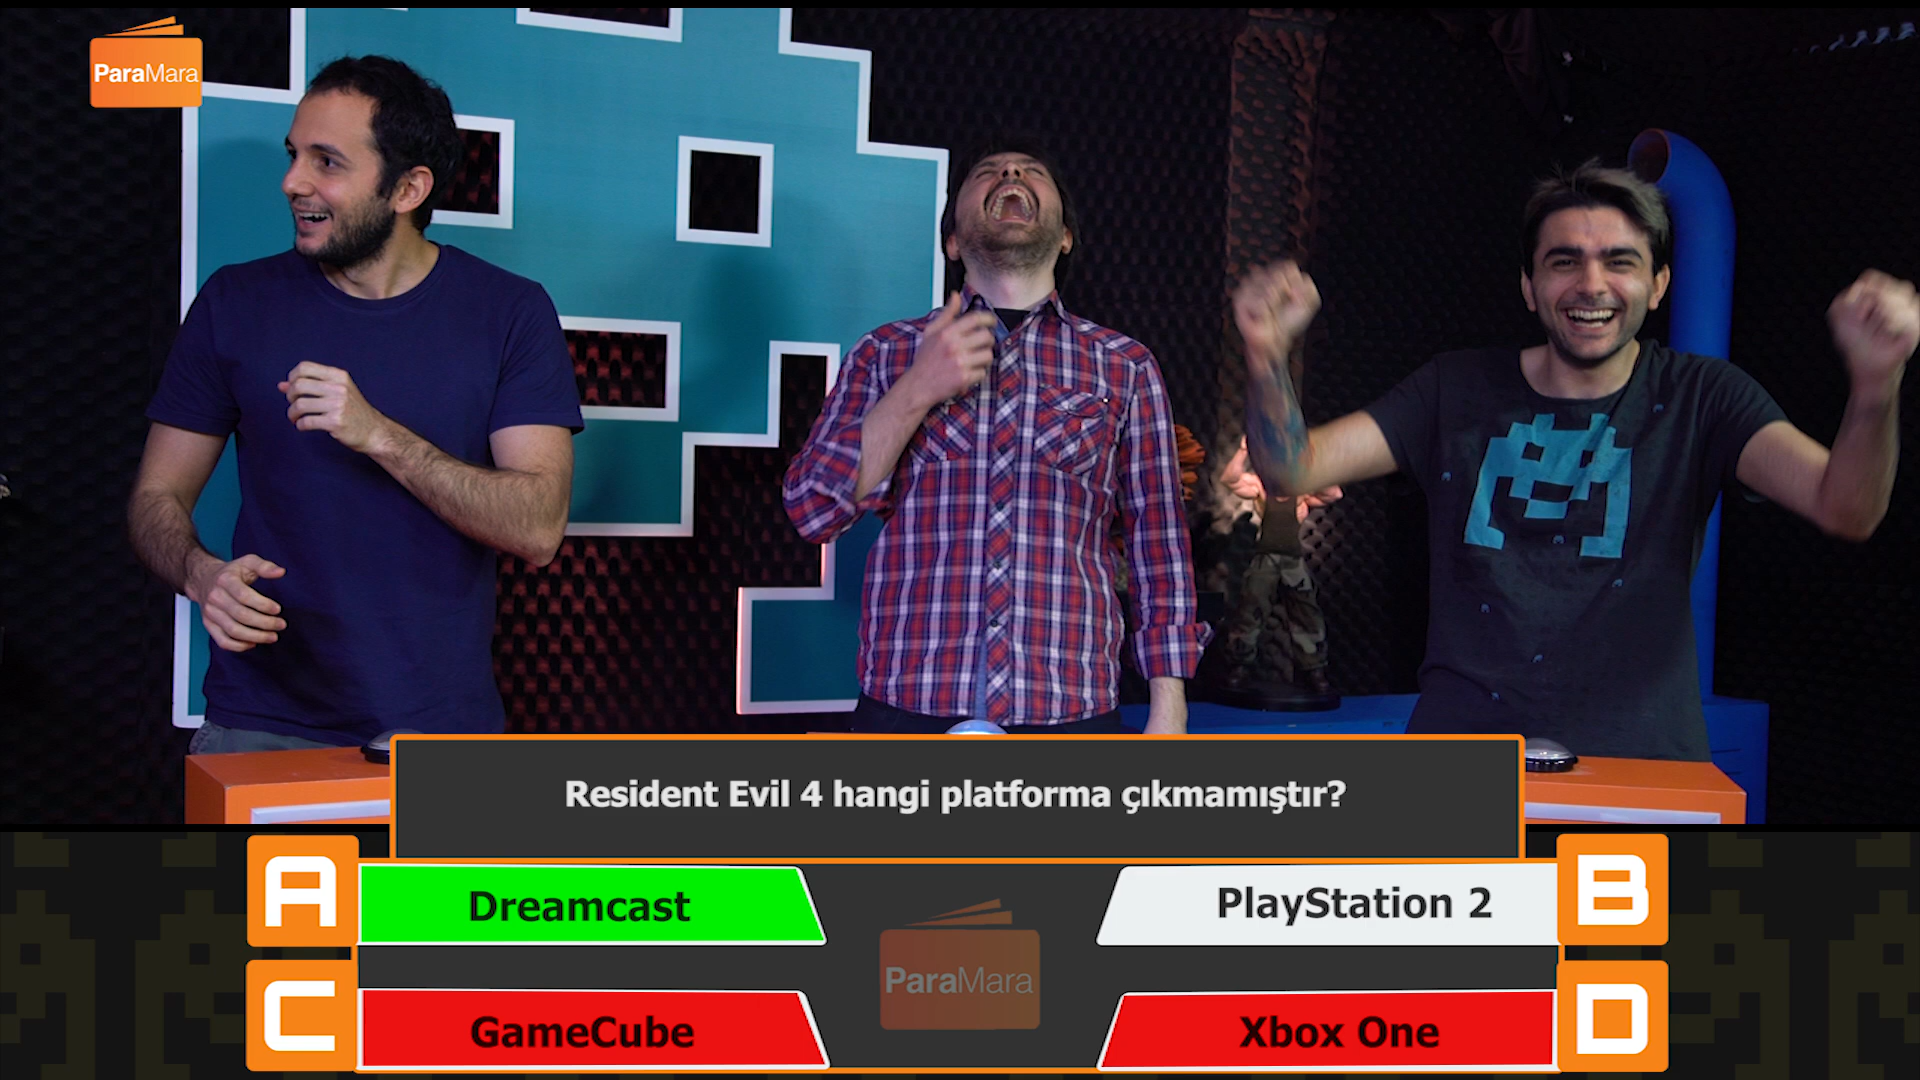 ParaMara
Resident Evil 4 hangi platforma çıkmamıştır?
A
Dreamcast
PlayStation 2
B
ParaMara
C
GameCube
Xbox One
D